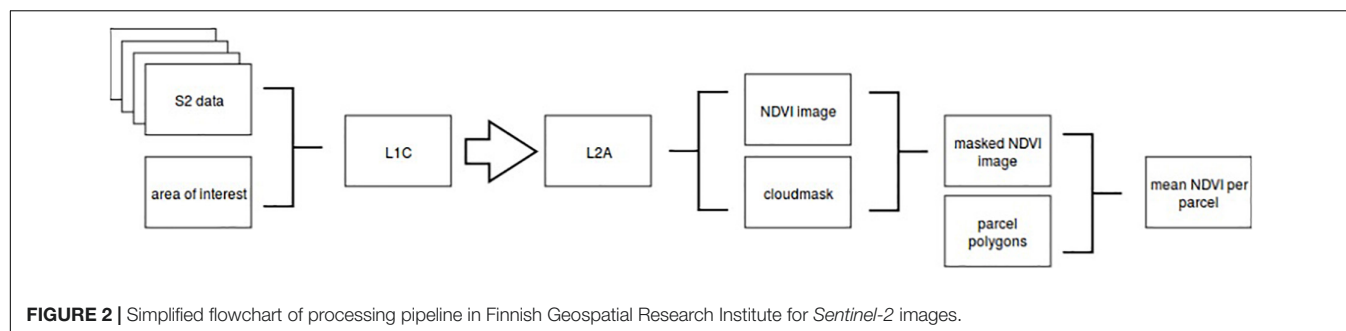 S2 data
area of interest
L1C
L2A
NDVI image
cloudmask
masked NDVI
image
parcel
polygons
mean NDVI per
parcel
FIGURE 2 | Simplified flowchart of processing pipeline in Finnish Geospatial Research Institute for Sentinel-2 images.